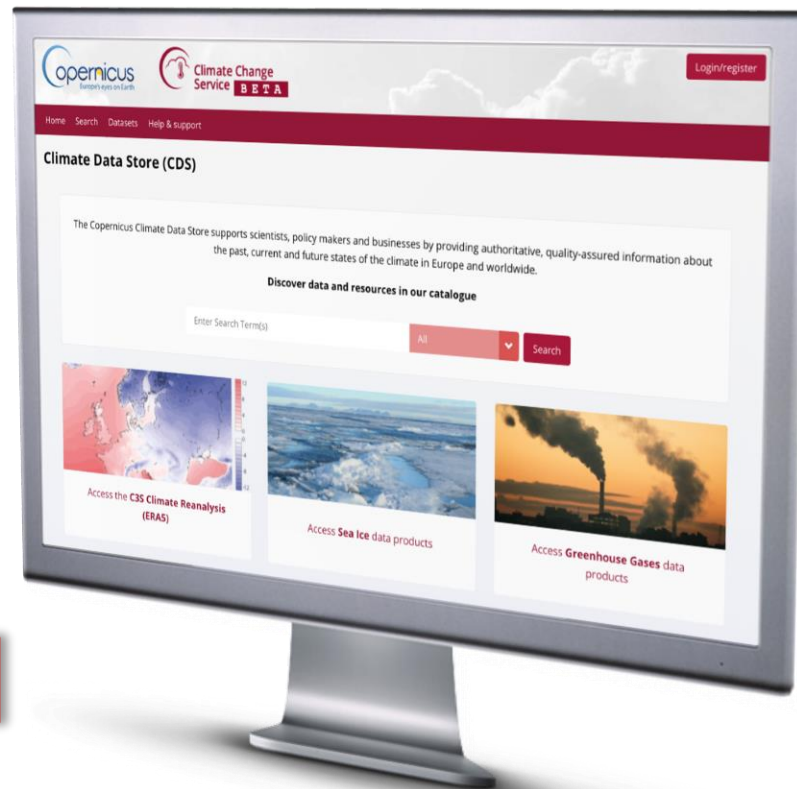 Copernicus
Europe's eyes on Earth
Climate Change
Service BETA
Login/register
Home Search Datasets Help & support
Climate Data Store (CDS)
The Copernicus Climate Data Store supports scientists, policy makers and businesses by providing authoritative, quality-assured information about
the past, current and future states of the climate in Europe and worldwide.
Discover data and resources in our catalogue
Enter Search Term(s)
All
Search
Access the C3S Climate Reanalysis
(ERA5)
Access Sea Ice data products
Access Greenhouse Gases data
products